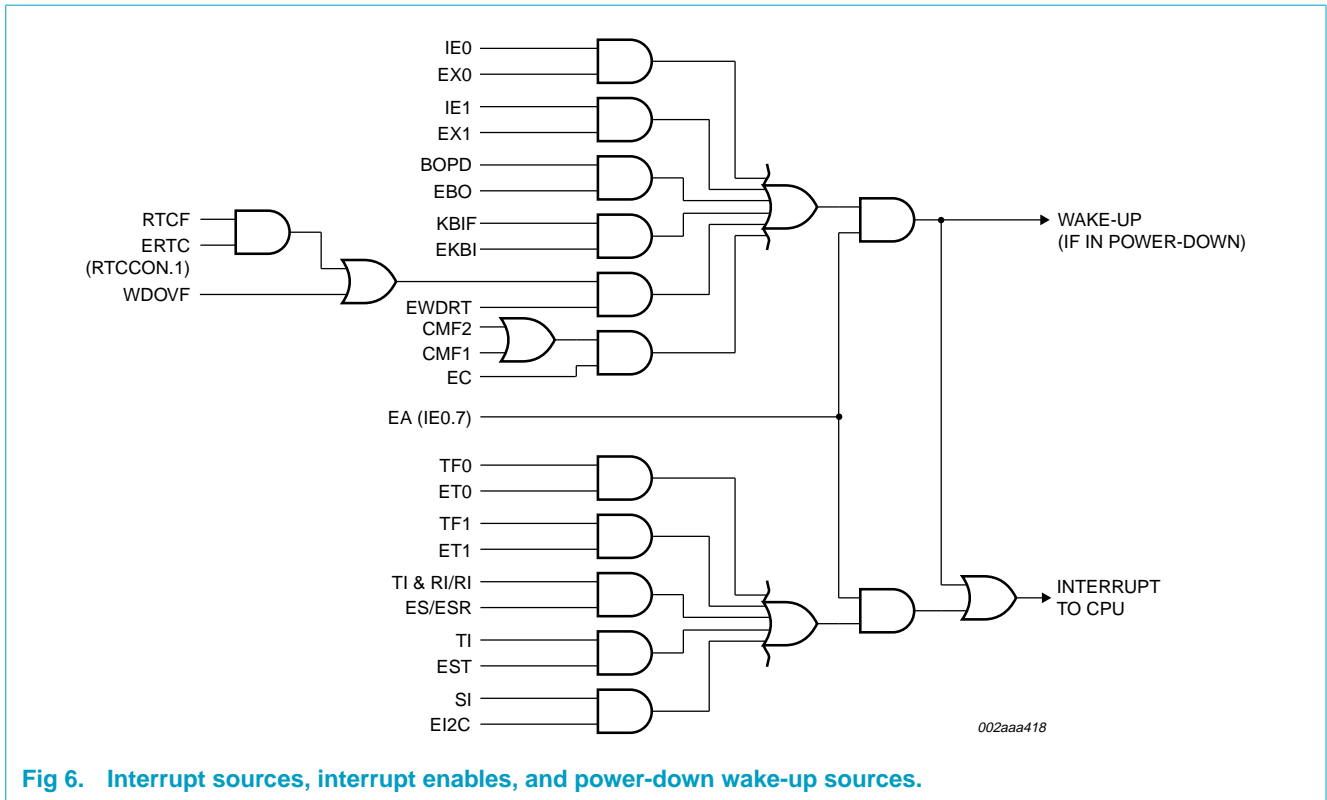 IE0
EX0
IE1
EX1
BOPD
EBO
KBIF
EKBI
RTCF
ERTC
(RTCCON.1)
WDOVF
EWDRT
CMF2
CMF1
EC
EA (IE0.7)
TF0
ET0
TF1
ET1
TI & RI/RI
ES/ESR
TI
EST
SI
EI2C
WAKE-UP
(IF IN POWER-DOWN)
INTERRUPT
TO CPU
002aaa418
Fig 6. Interrupt sources, interrupt enables, and power-down wake-up sources.